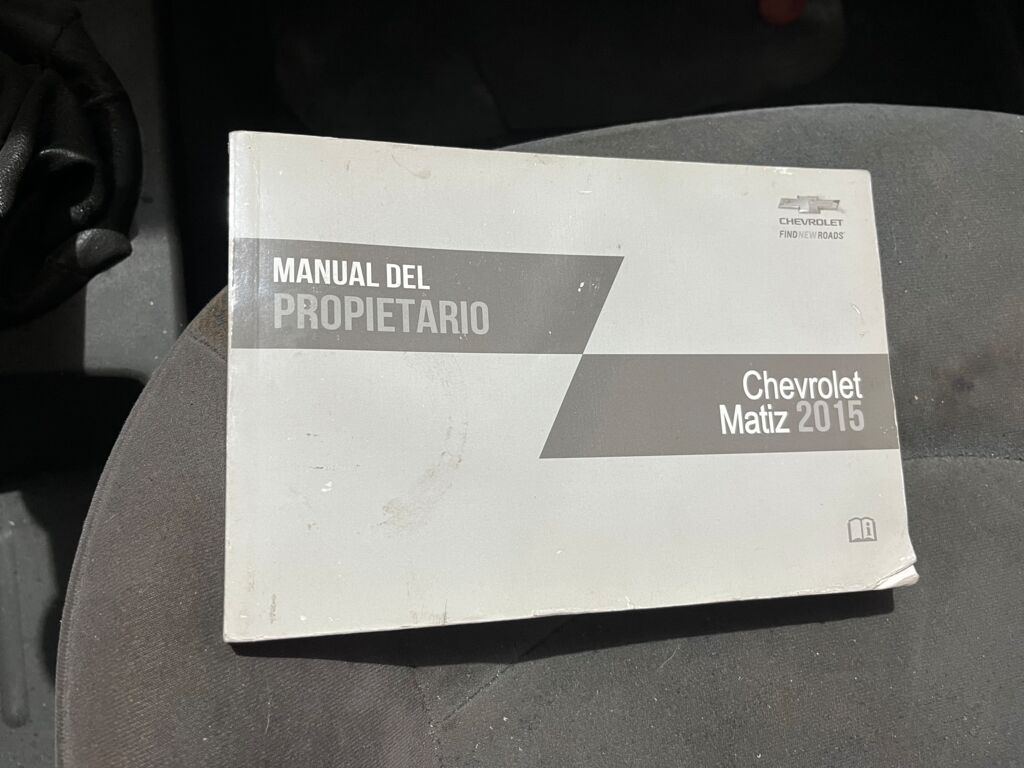 CHEVROLET
FIND NEW ROADS
MANUAL DEL
PROPIETARIO
Chevrolet
Matiz 2015